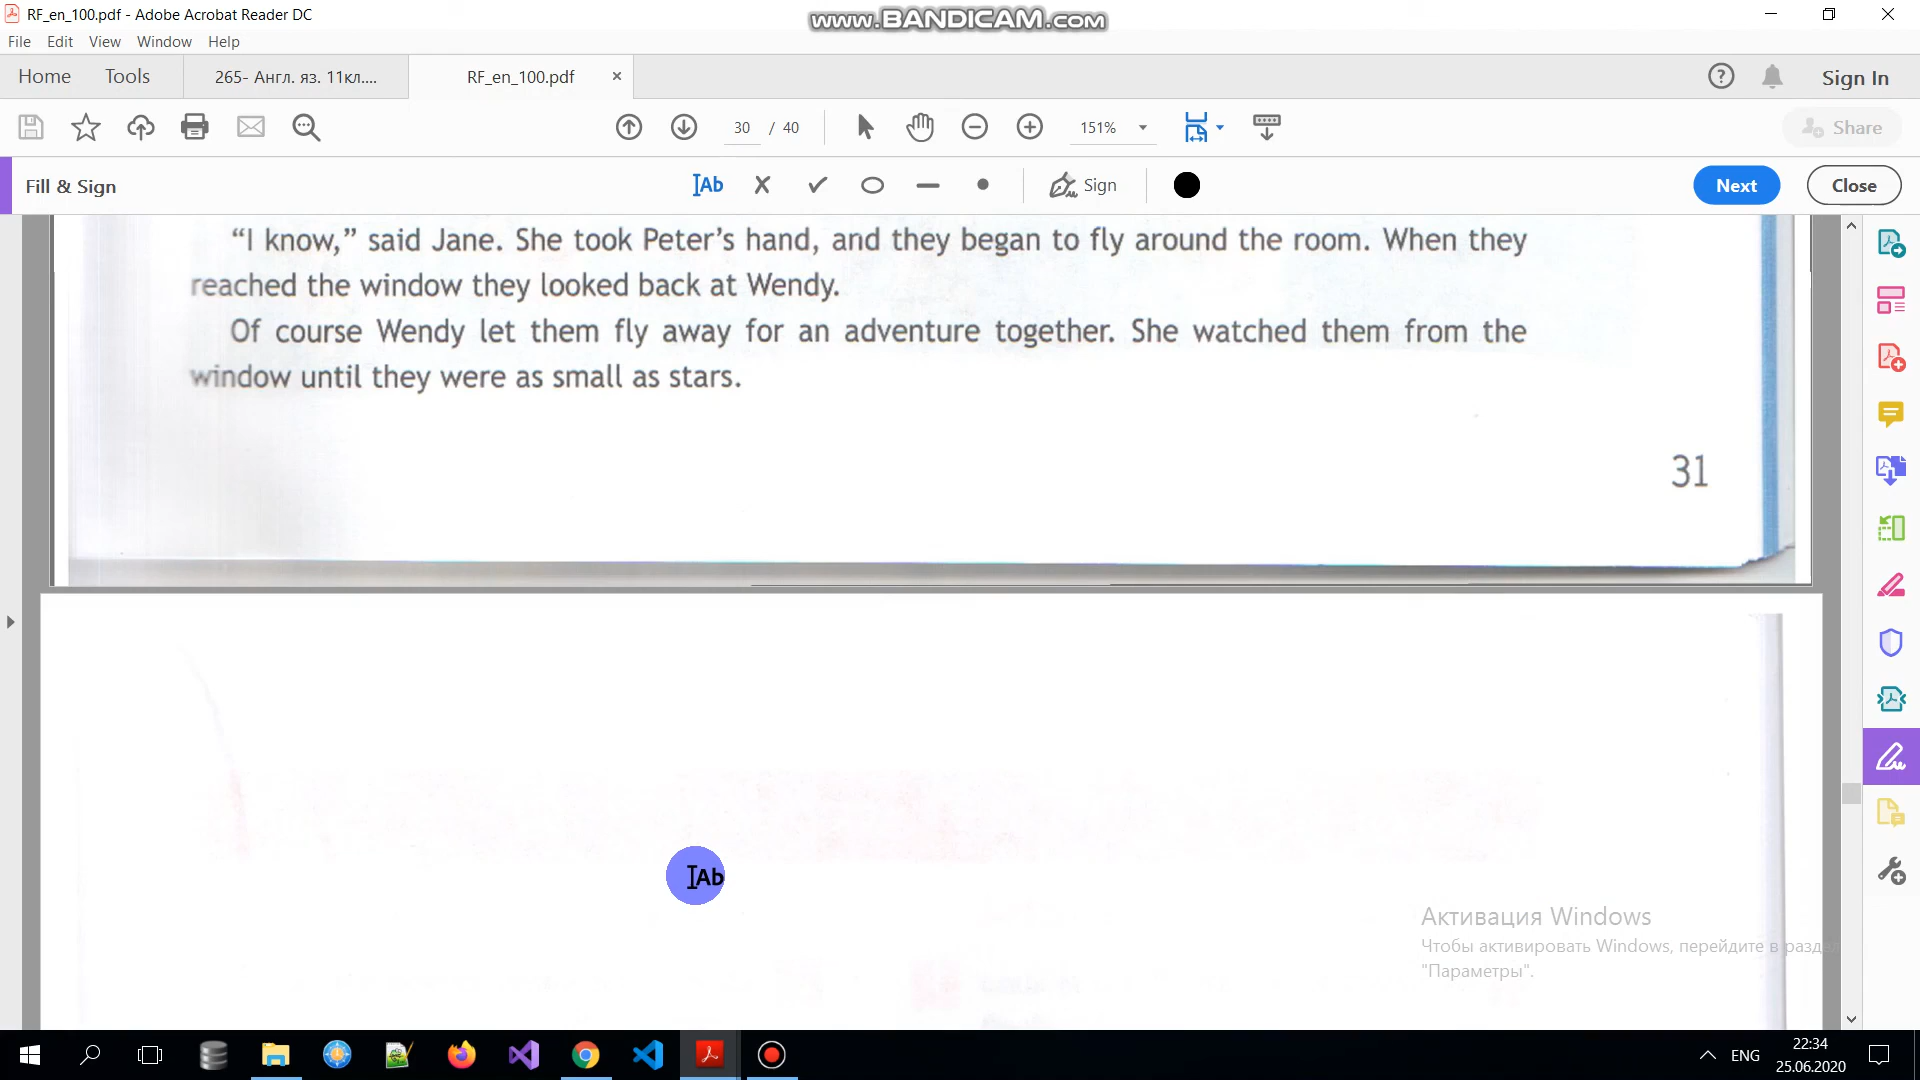 RF_en_100.pdf - Adobe Acrobat Reader DC
www.BANDICAM.com
File Edit View Window Help
Home Tools 265- Англ. яз. 11кл.... RF_en_100.pdf Sign In
30 / 40 151% Share
Fill & Sign Ab Sign Next Close
“I know,” said Jane. She took Peter’s hand, and they began to fly around the room. When they
reached the window they looked back at Wendy.
Of course Wendy let them fly away for an adventure together. She watched them from the
window until they were as small as stars.
31
Ab
Активация Windows
Чтобы активировать Windows, перейдите в разд
"Параметры".
22:34
ENG
25.06.2020